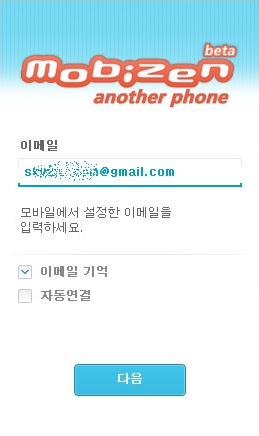 beta
mobizen
another phone
이메일
@gmail.com
모바일에서 설정한 이메일을
입력하세요.
이메일 기억
자동연결
다음